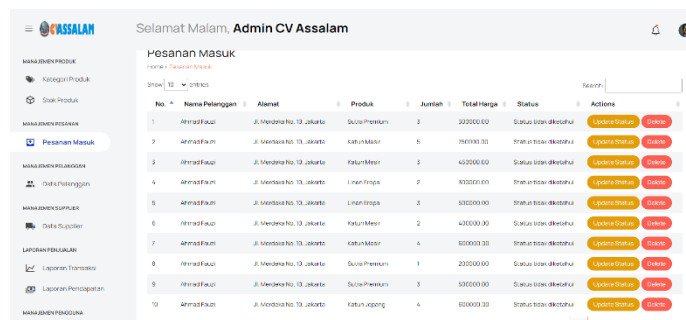 CV ASSALAM
Selamat Malam, Admin CV Assalam
MANAJEMEN PRODUK
Kategori Produk
Stok Produk
MANAJEMEN PESANAN
Pesanan Masuk
MANAJEMEN PELANGGAN
Data Pelanggan
MANAJEMEN SUPPLIER
Data Supplier
LAPORAN PENJUALAN
Laporan Transaksi
Laporan Pendapatan
MANAJEMEN PENGGUNA
Pesanan Masuk
Home / Pesanan Masuk
Show 10 entries
Search:
No. Nama Pelanggan Alamat Produk Jumlah Total Harga Status Actions
1 Ahmad Fauzi Jl. Merdeka No. 10, Jakarta Sutra Premium 3 Status tidak diketahui Update Status Delete
2 Ahmad Fauzi Jl. Merdeka No. 10, Jakarta Katun Mesir 5 750000.00 Status tidak diketahui Update Status Delete
3 Ahmad Fauzi Jl. Merdeka No. 10, Jakarta Katun Mesir 3 450000.00 Status tidak diketahui Update Status Delete
4 Ahmad Fauzi Jl. Merdeka No. 10, Jakarta Linen Eropa Status tidak diketahui Update Status Delete
5 Ahmad Fauzi Jl. Merdeka No. 10, Jakarta Linen Eropa 3 500000.00 Status tidak diketahui Update Status Delete
6 Ahmad Fauzi Jl. Merdeka No. 10, Jakarta Katun Mesir 2 400000.00 Status tidak diketahui Update Status Delete
7 Ahmad Fauzi Jl. Merdeka No. 10, Jakarta Katun Mesir 4 600000.00 Status tidak diketahui Update Status Delete
8 Ahmad Fauzi Jl. Merdeka No. 10, Jakarta Sutra Premium 1 200000.00 Status tidak diketahui Update Status Delete
9 Ahmad Fauzi Jl. Merdeka No. 10, Jakarta Sutra Premium 3 500000.00 Status tidak diketahui Update Status Delete
10 Ahmad Fauzi Jl. Merdeka No. 10, Jakarta Katun Jepang 4 600000.00 Status tidak diketahui Update Status Delete